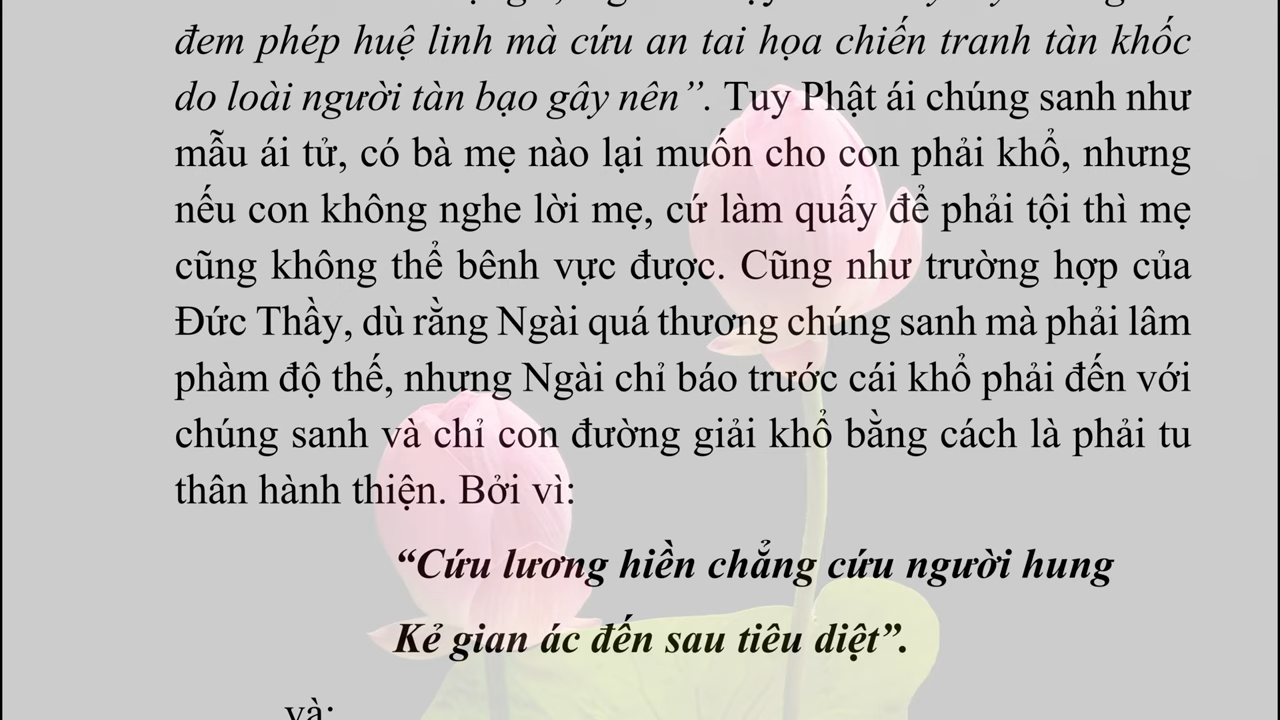 đem phép huệ linh mà cứu an tai họa chiến tranh tàn khốc
do loài người tàn bạo gây nên”. Tuy Phật ái chúng sanh như
mẫu ái tử, có bà mẹ nào lại muốn cho con phải khổ, nhưng
nếu con không nghe lời mẹ, cứ làm quấy để phải tội thì mẹ
cũng không thể bênh vực được. Cũng như trường hợp của
Đức Thầy, dù rằng Ngài quá thương chúng sanh mà phải lâm
phàm độ thế, nhưng Ngài chỉ báo trước cái khổ phải đến với
chúng sanh và chỉ con đường giải khổ bằng cách là phải tu
thân hành thiện. Bởi vì:
“Cứu lương hiền chẳng cứu người hung
Kẻ gian ác đến sau tiêu diệt”.
và: